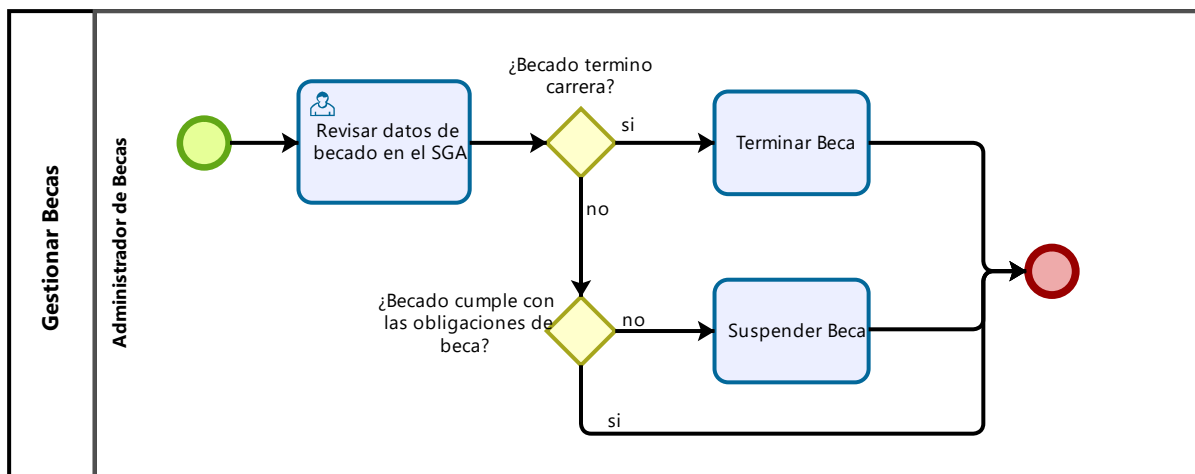 Gestionar Becas
Administrador de Becas
Revisar datos de
becado en el SGA
¿Becado termino
carrera?
si
Terminar Beca
no
¿Becado cumple con
las obligaciones de
beca?
no
Suspender Beca
si